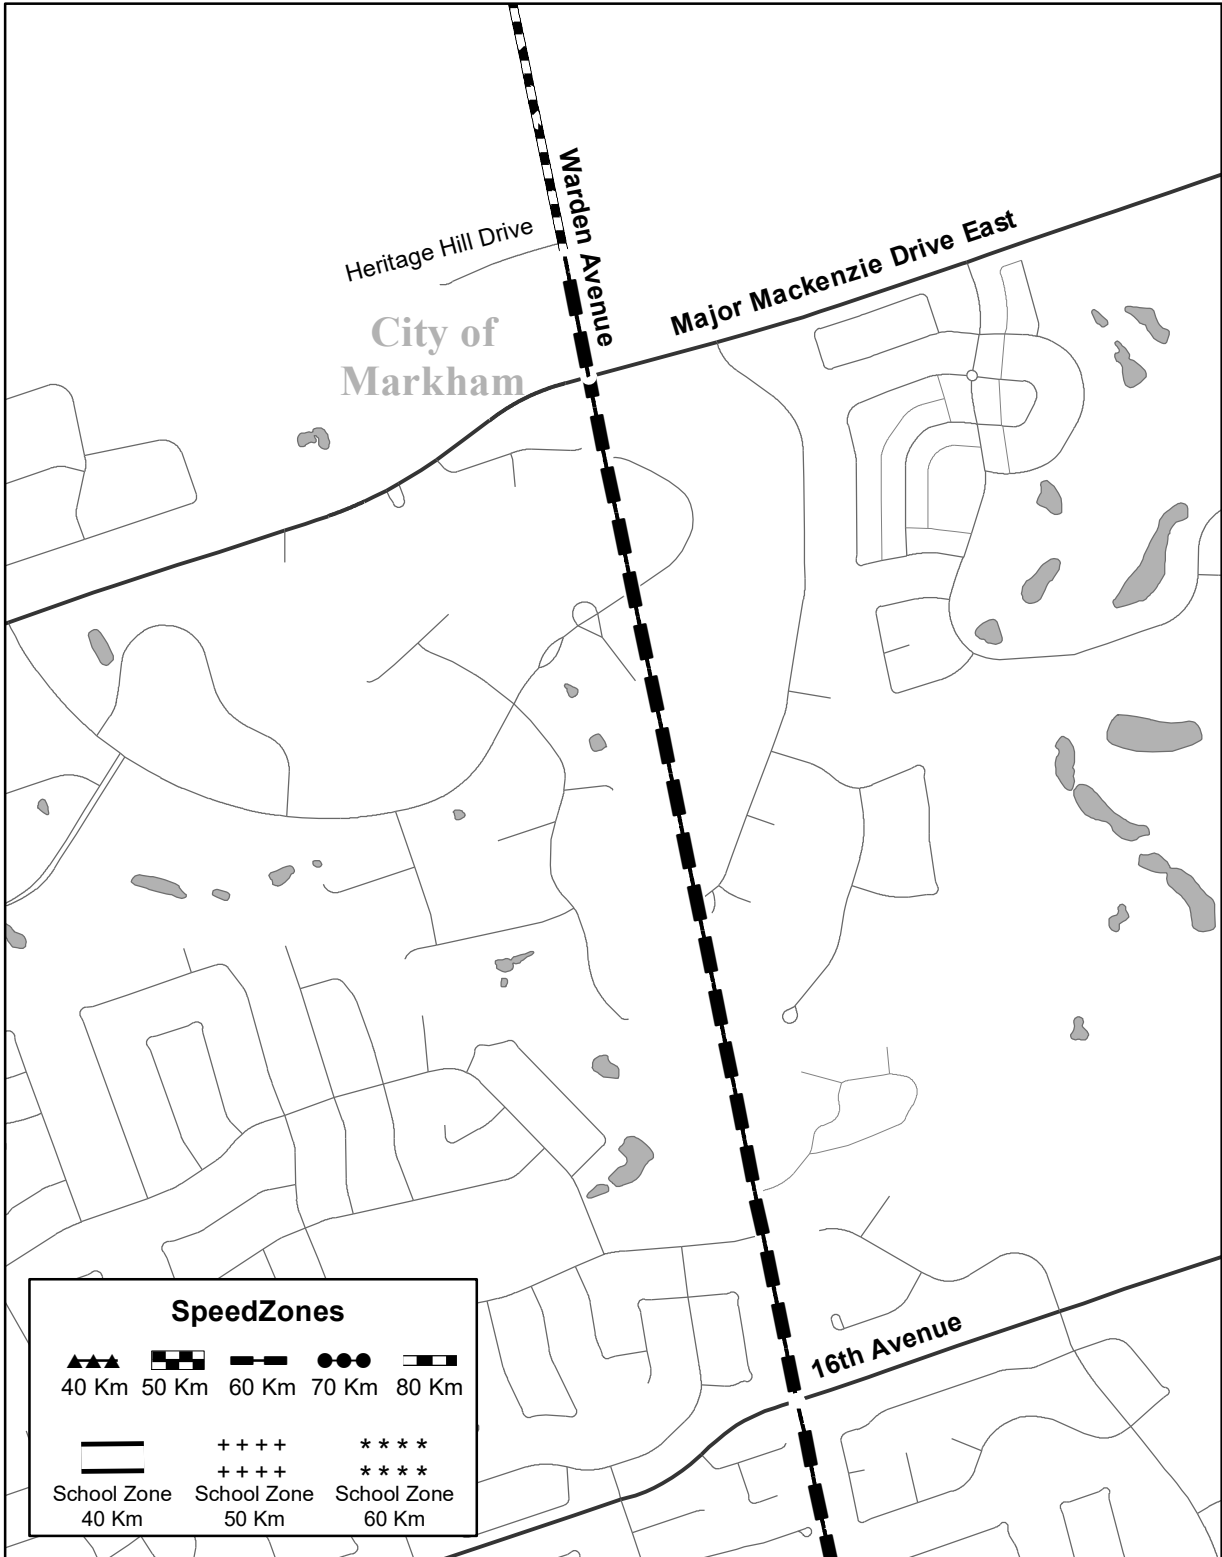 Warden Avenue
Heritage Hill Drive
Major Mackenzie Drive East
City of
Markham
16th Avenue
SpeedZones
40 Km 50 Km 60 Km 70 Km 80 Km
School Zone School Zone School Zone
40 Km 50 Km 60 Km